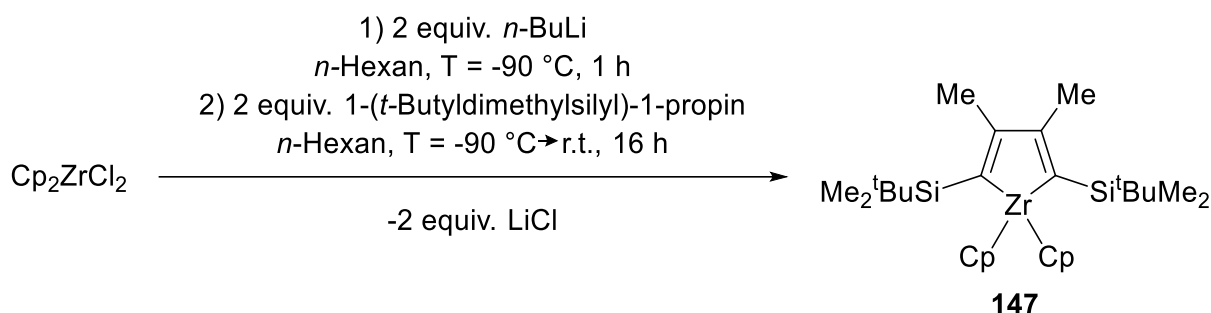 1) 2 equiv. n-BuLi
n-Hexan, T = -90 °C, 1 h
2) 2 equiv. 1-(t-Butyldimethylsilyl)-1-propin
n-Hexan, T = -90 °C→r.t., 16 h
Cp₂ZrCl₂
-2 equiv. LiCl
Me Me
Me₂ᵗBuSi SiᵗBuMe₂
Zr
Cp Cp
147